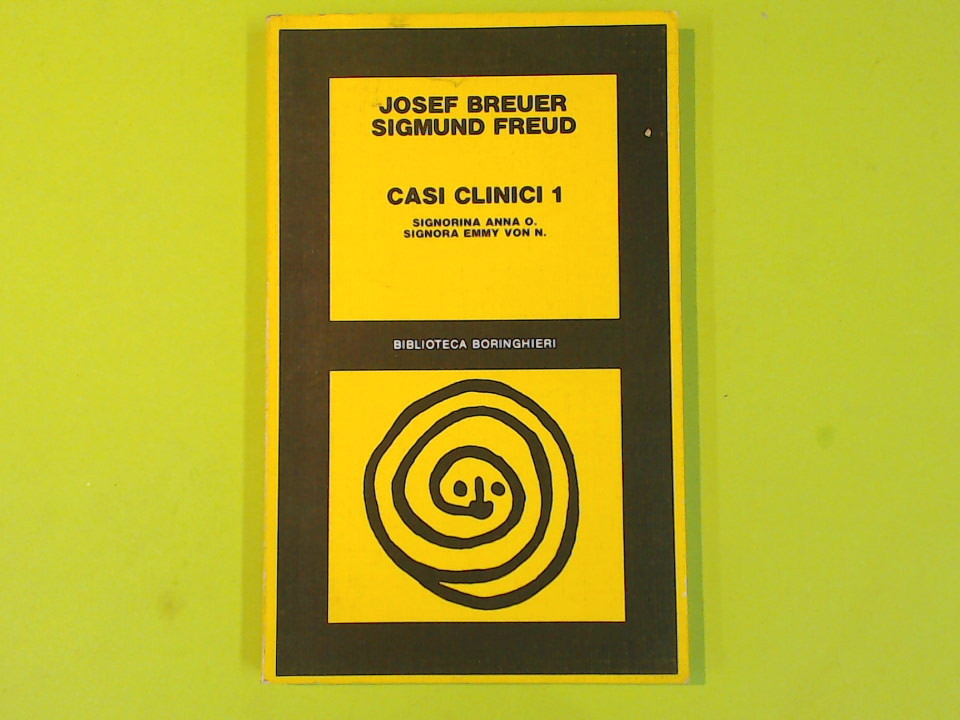 JOSEF BREUER
SIGMUND FREUD
CASI CLINICI 1
SIGNORINA ANNA O.
SIGNORA EMMY VON N.
BIBLIOTECA BORINGHIERI